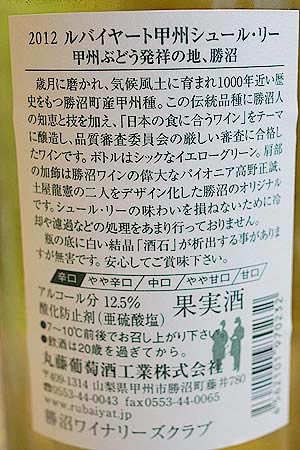 2012 ルバイヤート甲州シュール・リー
甲州ぶどう発祥の地、勝沼
歳月に磨かれ、気候風土に育まれ1000年近い歴
史をもつ勝沼町産甲州種。この伝統品種に勝沼人
の知恵と技を加え、「日本の食に合うワイン」をテーマ
に醸造し、品質審査委員会の厳しい審査に合格し
たワインです。ボトルはシックなイエローグリーン。肩部
の加飾は勝沼ワインの偉大なパイオニア高野正誠、
土屋龍憲の二人をデザイン化した勝沼のオリジナル
です。シュール・リーの味わいを損ねないために冷
却や濾過などの処理をあまり行っておりません。
瓶の底に白い結晶「酒石」が析出する事がありま
すが無害です。安心してご賞味下さい。
辛口 やや辛口 中口 やや甘口 甘口
アルコール分 12.5% 果実酒
酸化防止剤(亜硫酸塩)
●7〜10℃前後でお召し上がり下さい
●飲酒は20歳を過ぎてから。
丸藤葡萄酒工業株式会社
〒409-1314 山梨県甲州市勝沼町藤井780
☎0553-44-0043 fax0553-44-0065
www.rubaiyat.jp
勝沼ワイナリーズクラブ